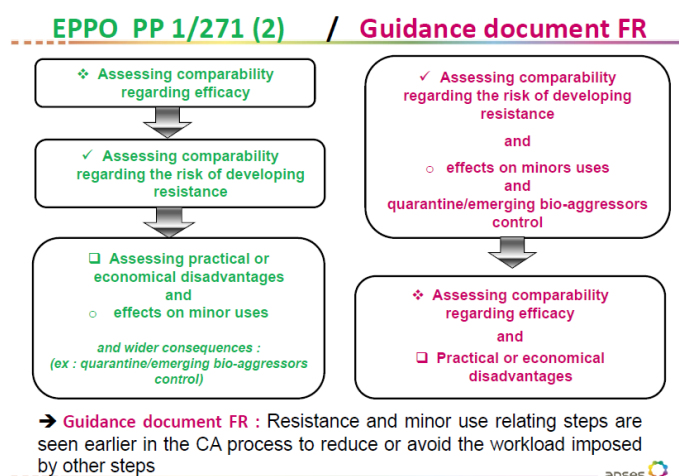 EPPO PP 1/271 (2) / Guidance document FR
❖ Assessing comparability
regarding efficacy
✓ Assessing comparability
regarding the risk of developing
resistance
❑ Assessing practical or
economical disadvantages
and
○ effects on minor uses
and wider consequences :
(ex : quarantine/emerging bio-aggressors
control)
✓ Assessing comparability
regarding the risk of developing
resistance
and
○ effects on minors uses
and
quarantine/emerging bio-aggressors
control
❖ Assessing comparability
regarding efficacy
and
❑ Practical or economical
disadvantages
➔ Guidance document FR : Resistance and minor use relating steps are
seen earlier in the CA process to reduce or avoid the workload imposed
by other steps
anses